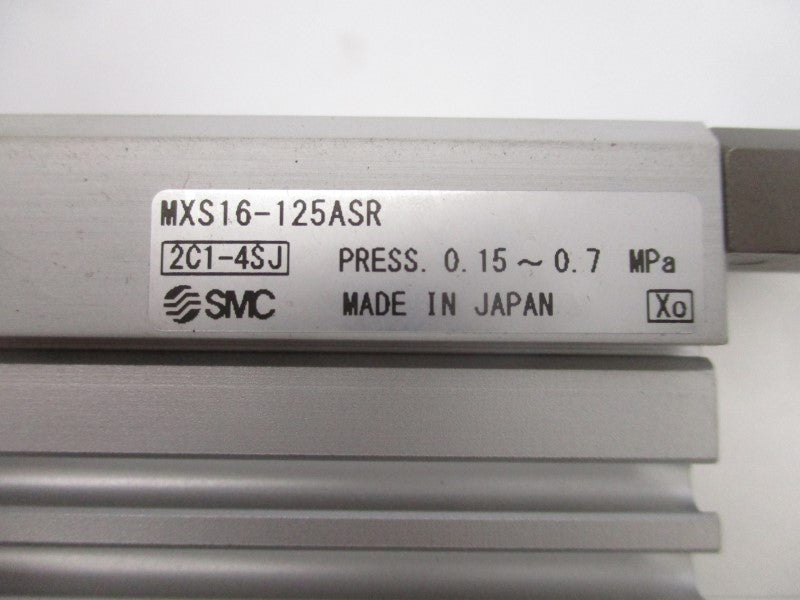 MXS16-125ASR
2C1-4SJ PRESS. 0.15～0.7 MPa
SMC MADE IN JAPAN Xo